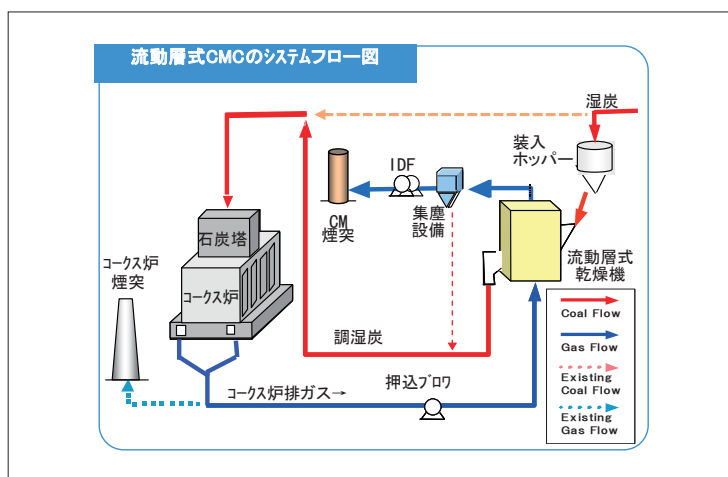 流動層式CMCのシステムフロー図
湿炭
装入
ホッパー
IDF
集塵
設備
CM
煙突
流動層式
乾燥機
石炭塔
コークス炉
コークス炉
煙突
調湿炭
コークス炉排ガス→
押込ブロワ
Coal Flow
Gas Flow
Existing
Coal Flow
Existing
Gas Flow